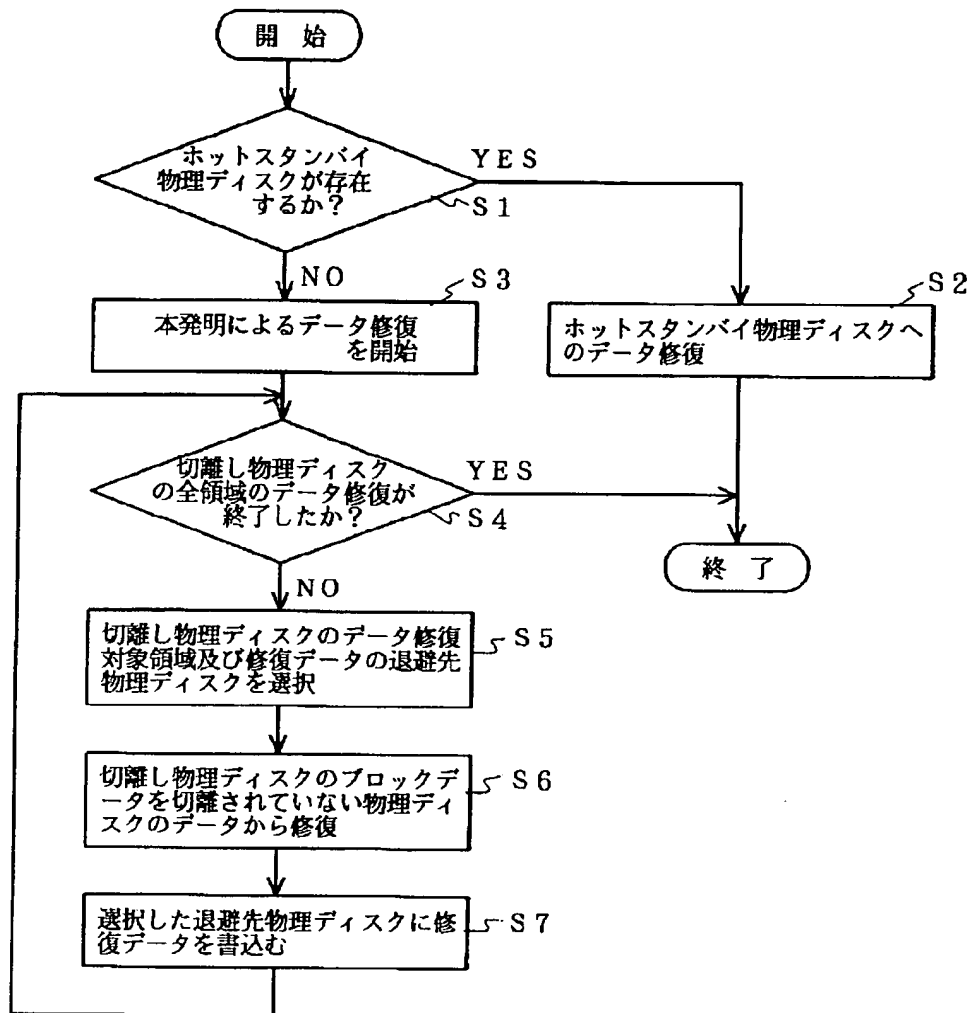 開 始
ホットスタンバイ
物理ディスクが存在
するか？
YES
S1
NO
S3
本発明によるデータ修復
を開始
S2
ホットスタンバイ物理ディスクへ
のデータ修復
切離し物理ディスク
の全領域のデータ修復が
終了したか？
YES
S4
終 了
NO
切離し物理ディスクのデータ修復
対象領域及び修復データの退避先
物理ディスクを選択
S5
切離し物理ディスクのブロックデ
ータを切離されていない物理ディ
スクのデータから修復
S6
選択した退避先物理ディスクに修
復データを書込む
S7